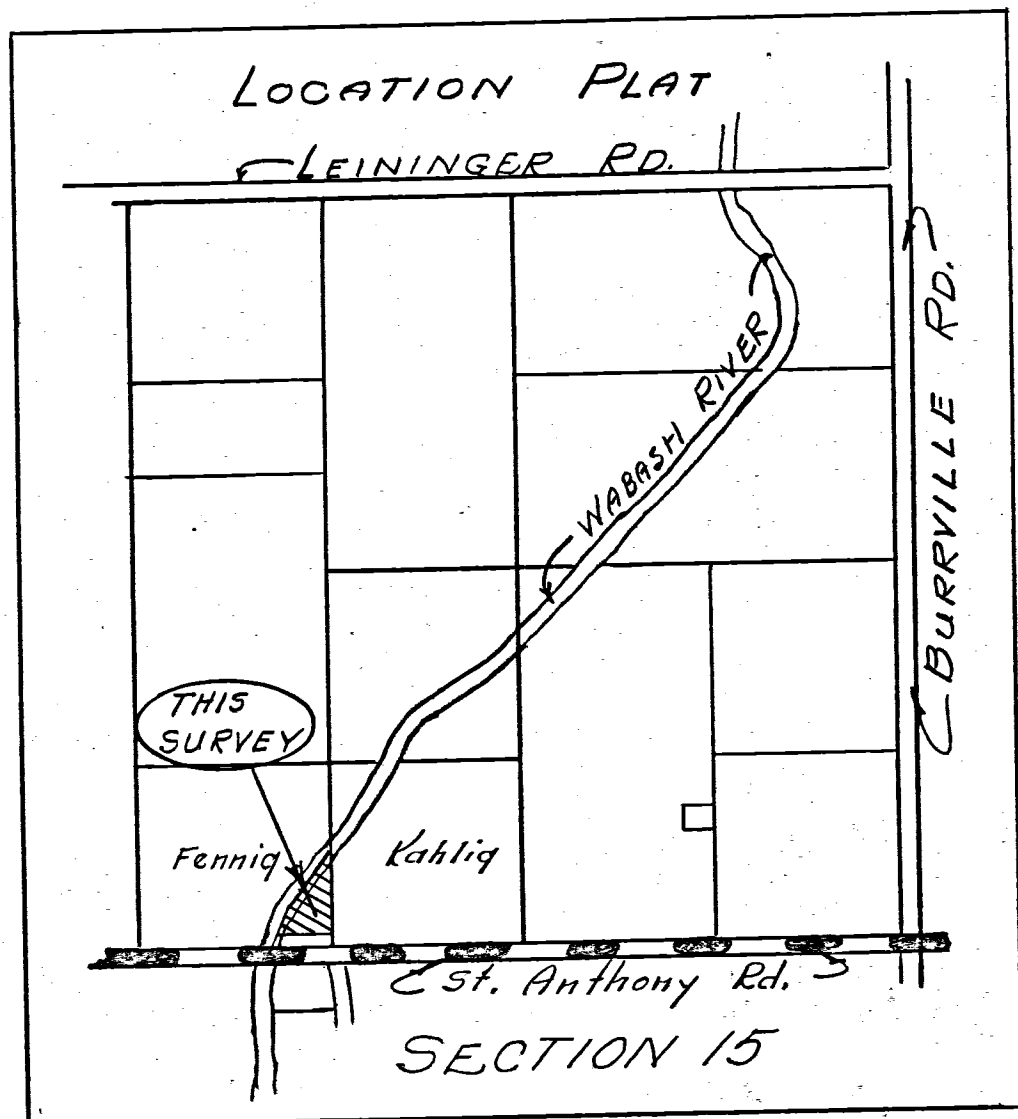 LOCATION PLAT
LEININGER RD.
BURRVILLE RD.
WABASH RIVER
THIS
SURVEY
Fennig
Kahlig
St. Anthony Rd.
SECTION 15